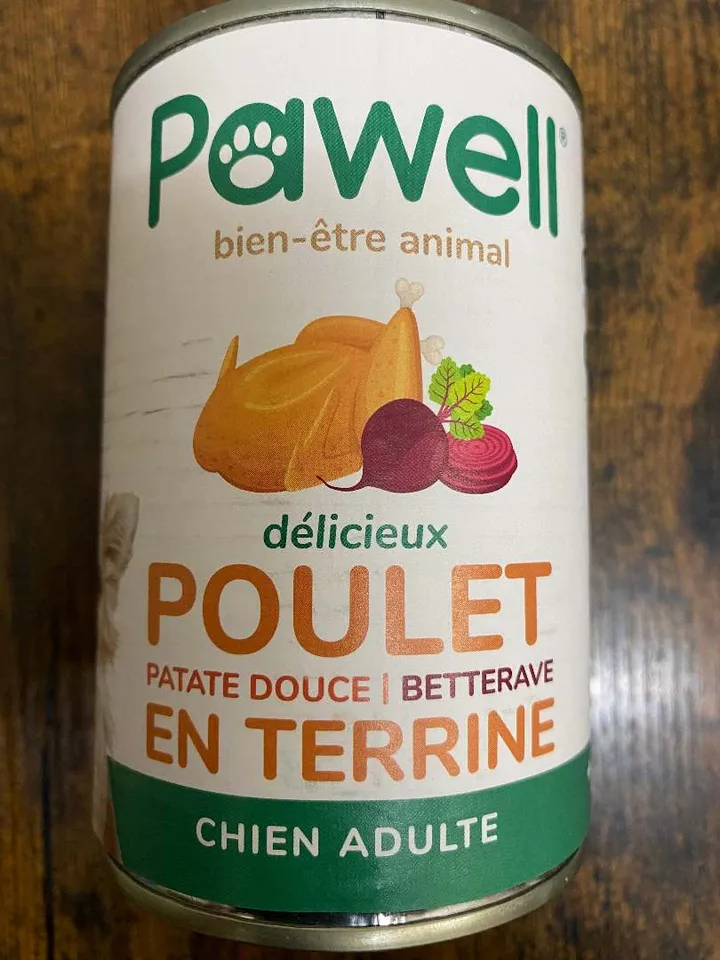 Pawell®
bien-être animal
délicieux
POULET
PATATE DOUCE | BETTERAVE
EN TERRINE
CHIEN ADULTE